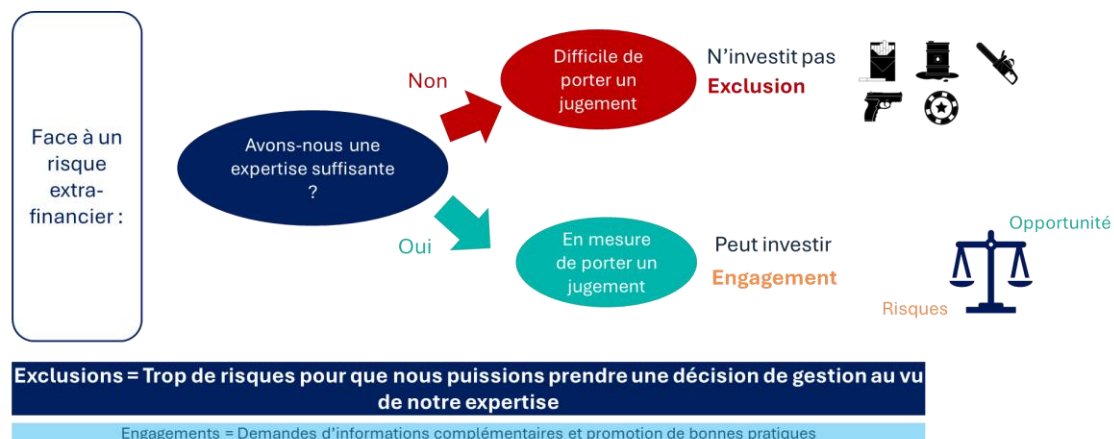 Face à un
risque
extra-
financier :
Avons-nous une
expertise suffisante
?
Non
Difficile de
porter un
jugement
N'investit pas
Exclusion
Oui
En mesure
de porter un
jugement
Peut investir
Engagement
Opportunité
Risques
Exclusions = Trop de risques pour que nous puissions prendre une décision de gestion au vu
de notre expertise
Engagements = Demandes d'informations complémentaires et promotion de bonnes pratiques